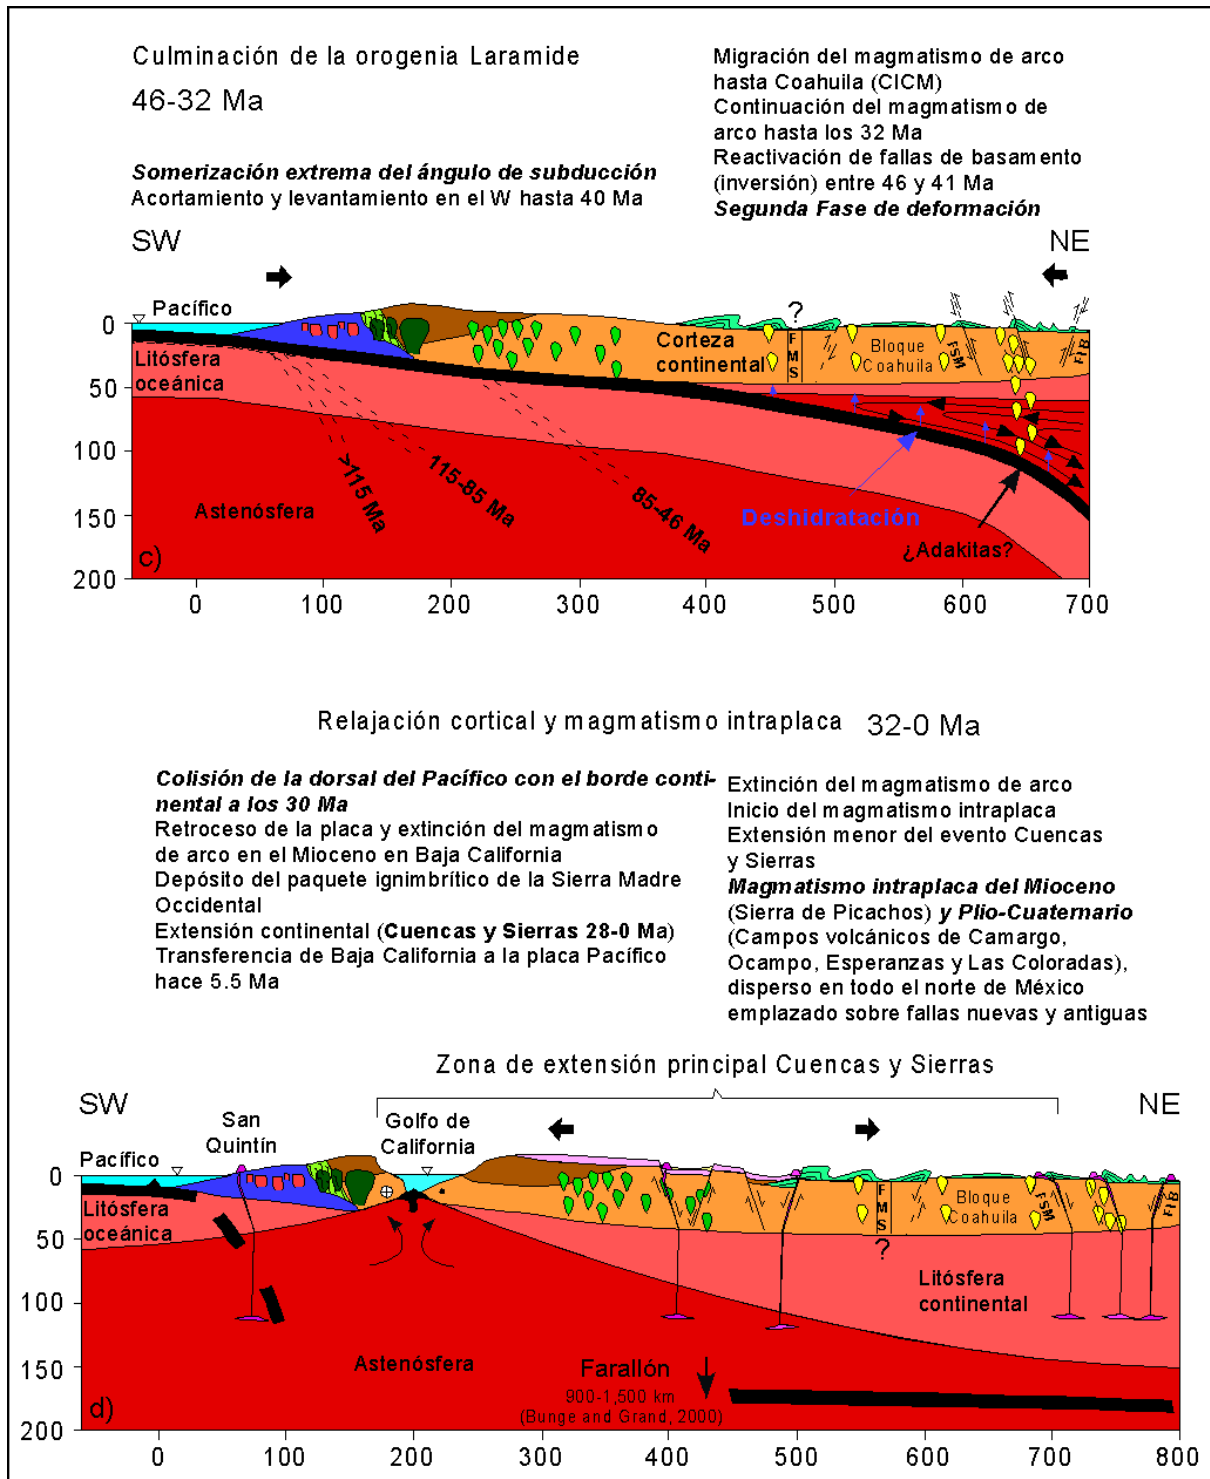 Culminación de la orogenia Laramide
46-32 Ma
Somerización extrema del ángulo de subducción
Acortamiento y levantamiento en el W hasta 40 Ma
Migración del magmatismo de arco
hasta Coahuila (CICM)
Continuación del magmatismo de
arco hasta los 32 Ma
Reactivación de fallas de basamento
(inversión) entre 46 y 41 Ma
Segunda Fase de deformación
SW
NE
Pacífico
?
0
50
100
150
200
Litósfera
oceánica
Corteza
continental
FMS
Bloque
Coahuila
FSM
FTB
>115 Ma
115-85 Ma
85-46 Ma
Astenósfera
Deshidratación
¿Adakitas?
c)
0 100 200 300 400 500 600 700
Relajación cortical y magmatismo intraplaca 32-0 Ma
Colisión de la dorsal del Pacífico con el borde conti-
nental a los 30 Ma
Retroceso de la placa y extinción del magmatismo
de arco en el Mioceno en Baja California
Depósito del paquete ignimbrítico de la Sierra Madre
Occidental
Extensión continental (Cuencas y Sierras 28-0 Ma)
Transferencia de Baja California a la placa Pacífico
hace 5.5 Ma
Extinción del magmatismo de arco
Inicio del magmatismo intraplaca
Extensión menor del evento Cuencas
y Sierras
Magmatismo intraplaca del Mioceno
(Sierra de Picachos) y Plio-Cuaternario
(Campos volcánicos de Camargo,
Ocampo, Esperanzas y Las Coloradas),
disperso en todo el norte de México
emplazado sobre fallas nuevas y antiguas
Zona de extensión principal Cuencas y Sierras
SW
NE
San
Quintín
Golfo de
California
Pacífico
0
50
100
150
200
Litósfera
oceánica
FMS
?
Bloque
Coahuila
FSM
FTB
Litósfera
continental
Astenósfera
Farallón
900-1,500 km
(Bunge and Grand, 2000)
d)
0 100 200 300 400 500 600 700 800